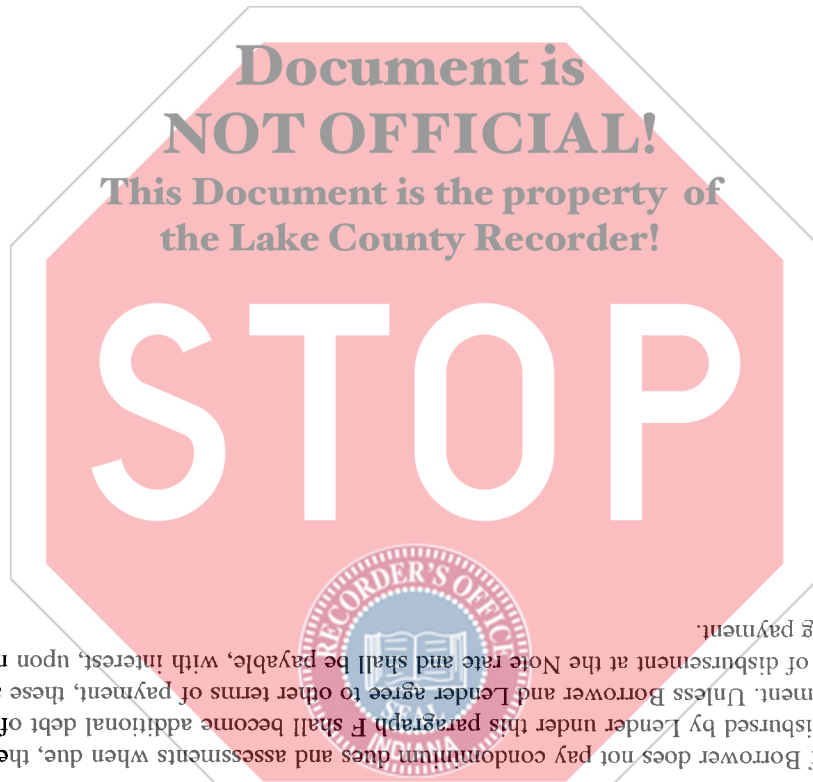 Document is
NOT OFFICIAL!
This Document is the property of
the Lake County Recorder!
STOP
RECORDER'S OFFICE
SEAL
INDIANA
f Borrower does not pay condominium dues and assessments when due, the
isbursed by Lender under this paragraph F shall become additional debt of
ment. Unless Borrower and Lender agree to other terms of payment, these
of disbursement at the Note rate and shall be payable, with interest, upon
g payment.